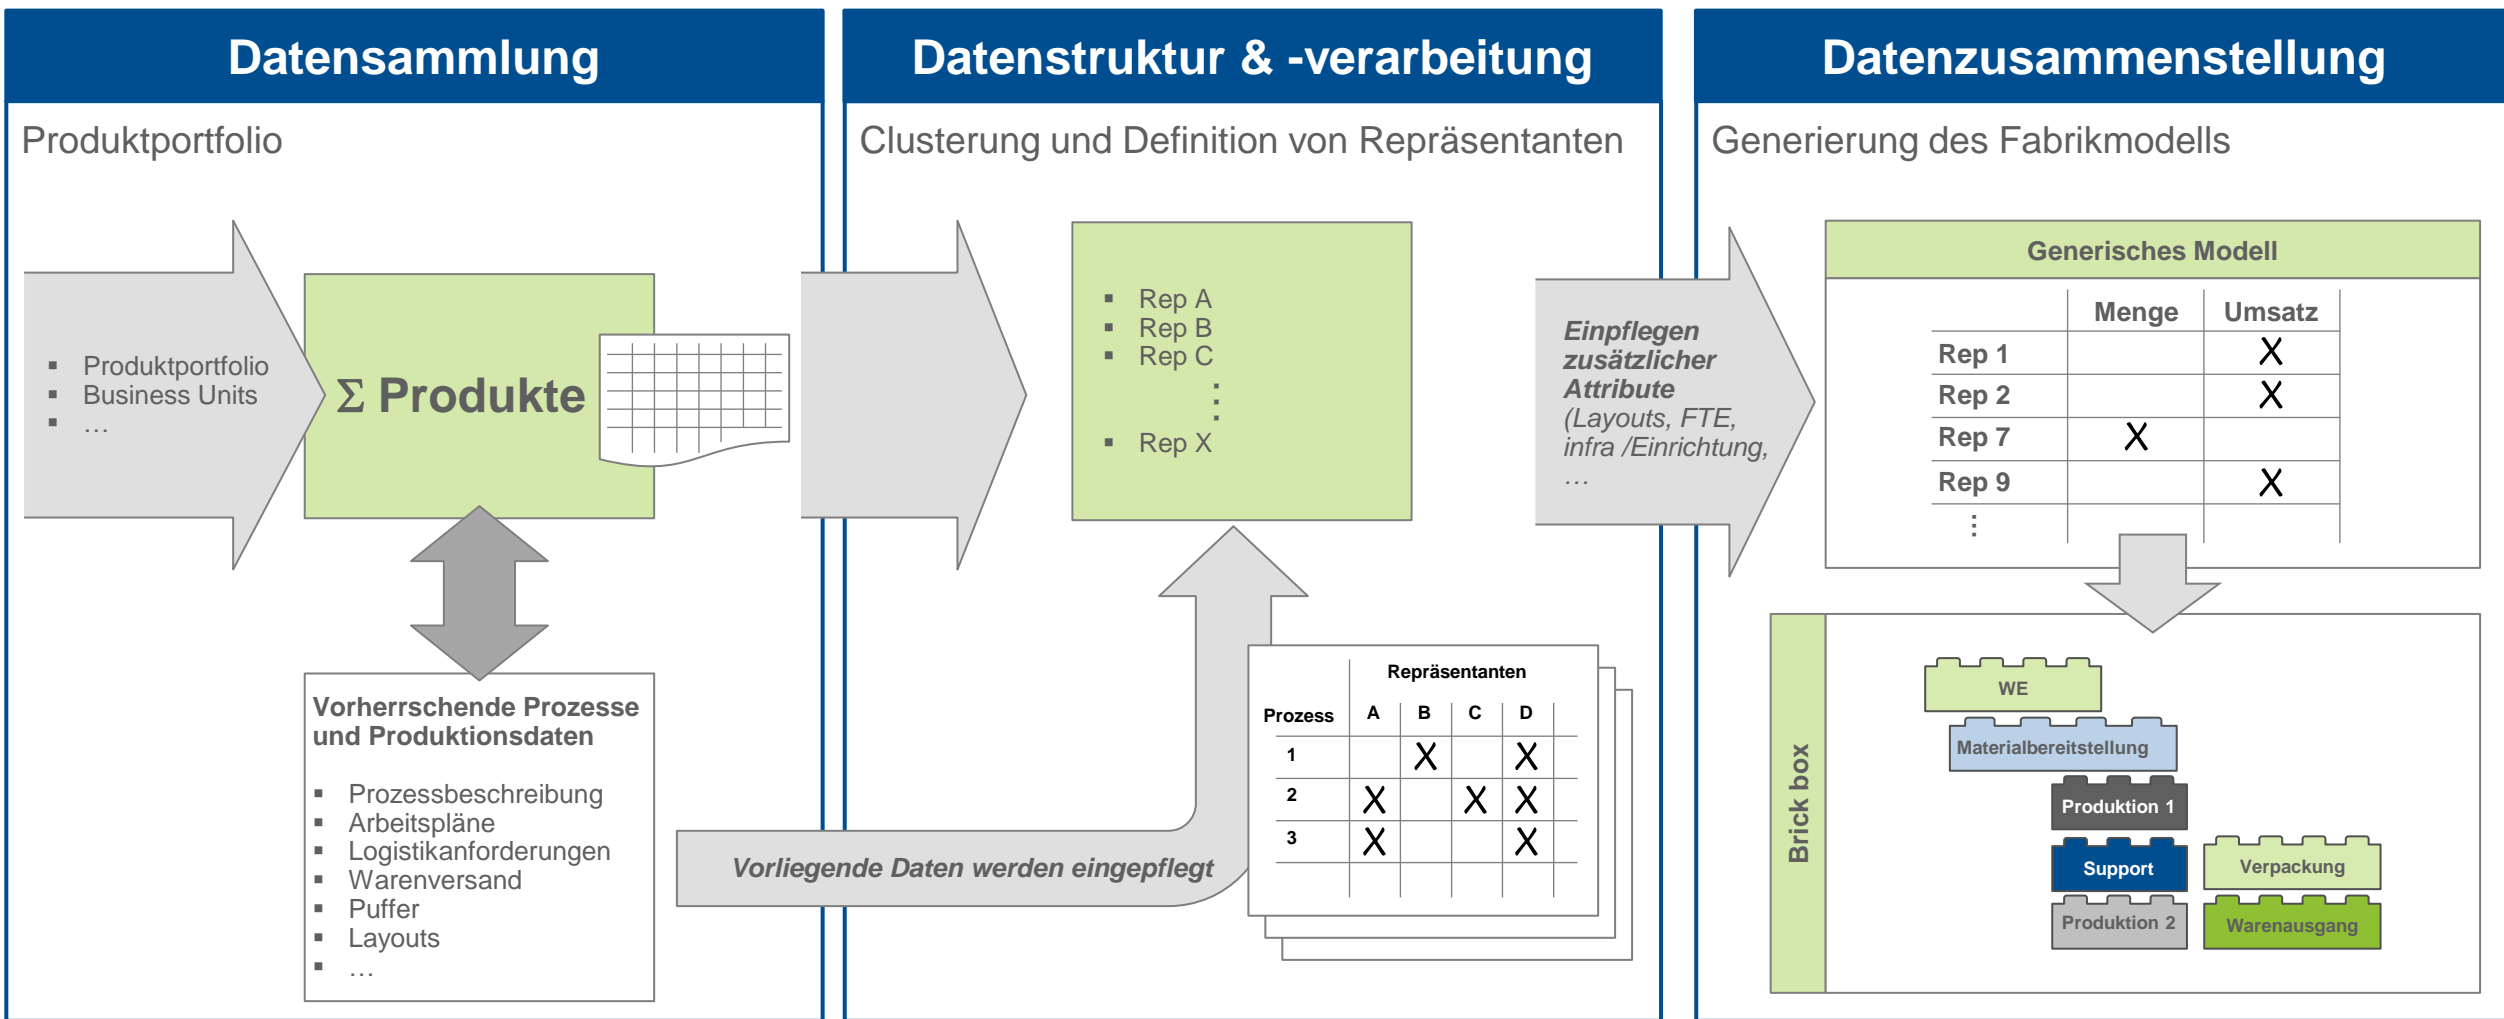 Datensammlung
Produktportfolio
▪ Produktportfolio
▪ Business Units
▪ …
Σ Produkte
Vorherrschende Prozesse
und Produktionsdaten
▪ Prozessbeschreibung
▪ Arbeitspläne
▪ Logistikanforderungen
▪ Warenversand
▪ Puffer
▪ Layouts
▪ …
Datenstruktur & -verarbeitung
Clusterung und Definition von Repräsentanten
▪ Rep A
▪ Rep B
▪ Rep C
⋮
▪ Rep X
Vorliegende Daten werden eingepflegt
Repräsentanten
Prozess A B C D
1 X X
2 X X X
3 X X
Einpflegen
zusätzlicher
Attribute
(Layouts, FTE,
infra /Einrichtung,
…
Datenzusammenstellung
Generierung des Fabrikmodells
Generisches Modell
Menge Umsatz
Rep 1 X
Rep 2 X
Rep 7 X
Rep 9 X
⋮
Brick box
WE
Materialbereitstellung
Produktion 1
Support
Verpackung
Produktion 2
Warenausgang